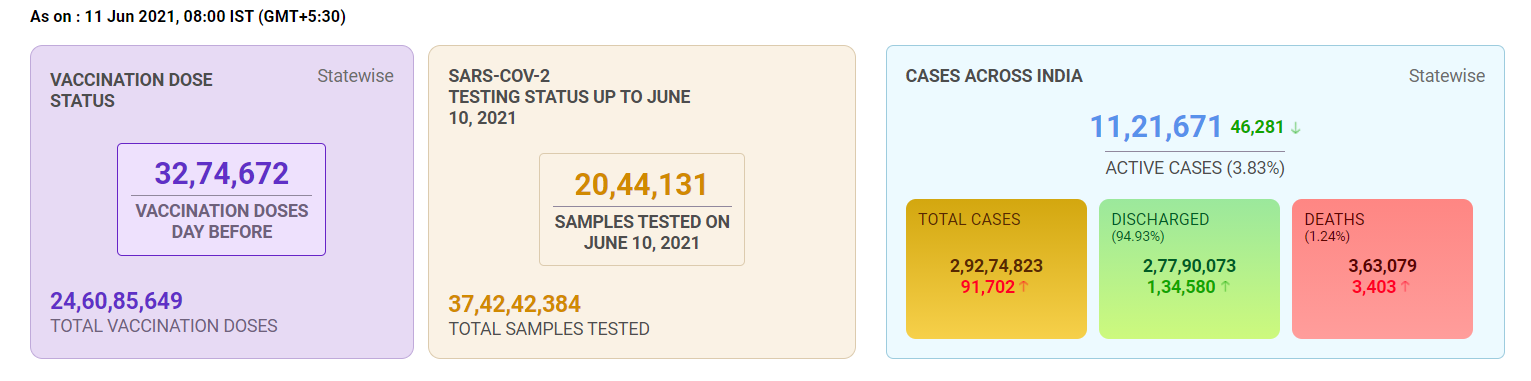 As on : 11 Jun 2021, 08:00 IST (GMT+5:30)
VACCINATION DOSE
STATUS
Statewise
32,74,672
VACCINATION DOSES
DAY BEFORE
24,60,85,649
TOTAL VACCINATION DOSES
SARS-COV-2
TESTING STATUS UP TO JUNE
10, 2021
20,44,131
SAMPLES TESTED ON
JUNE 10, 2021
37,42,42,384
TOTAL SAMPLES TESTED
CASES ACROSS INDIA
Statewise
11,21,671 46,281 ↓
ACTIVE CASES (3.83%)
TOTAL CASES
2,92,74,823
91,702 ↑
DISCHARGED
(94.93%)
2,77,90,073
1,34,580 ↑
DEATHS
(1.24%)
3,63,079
3,403 ↑